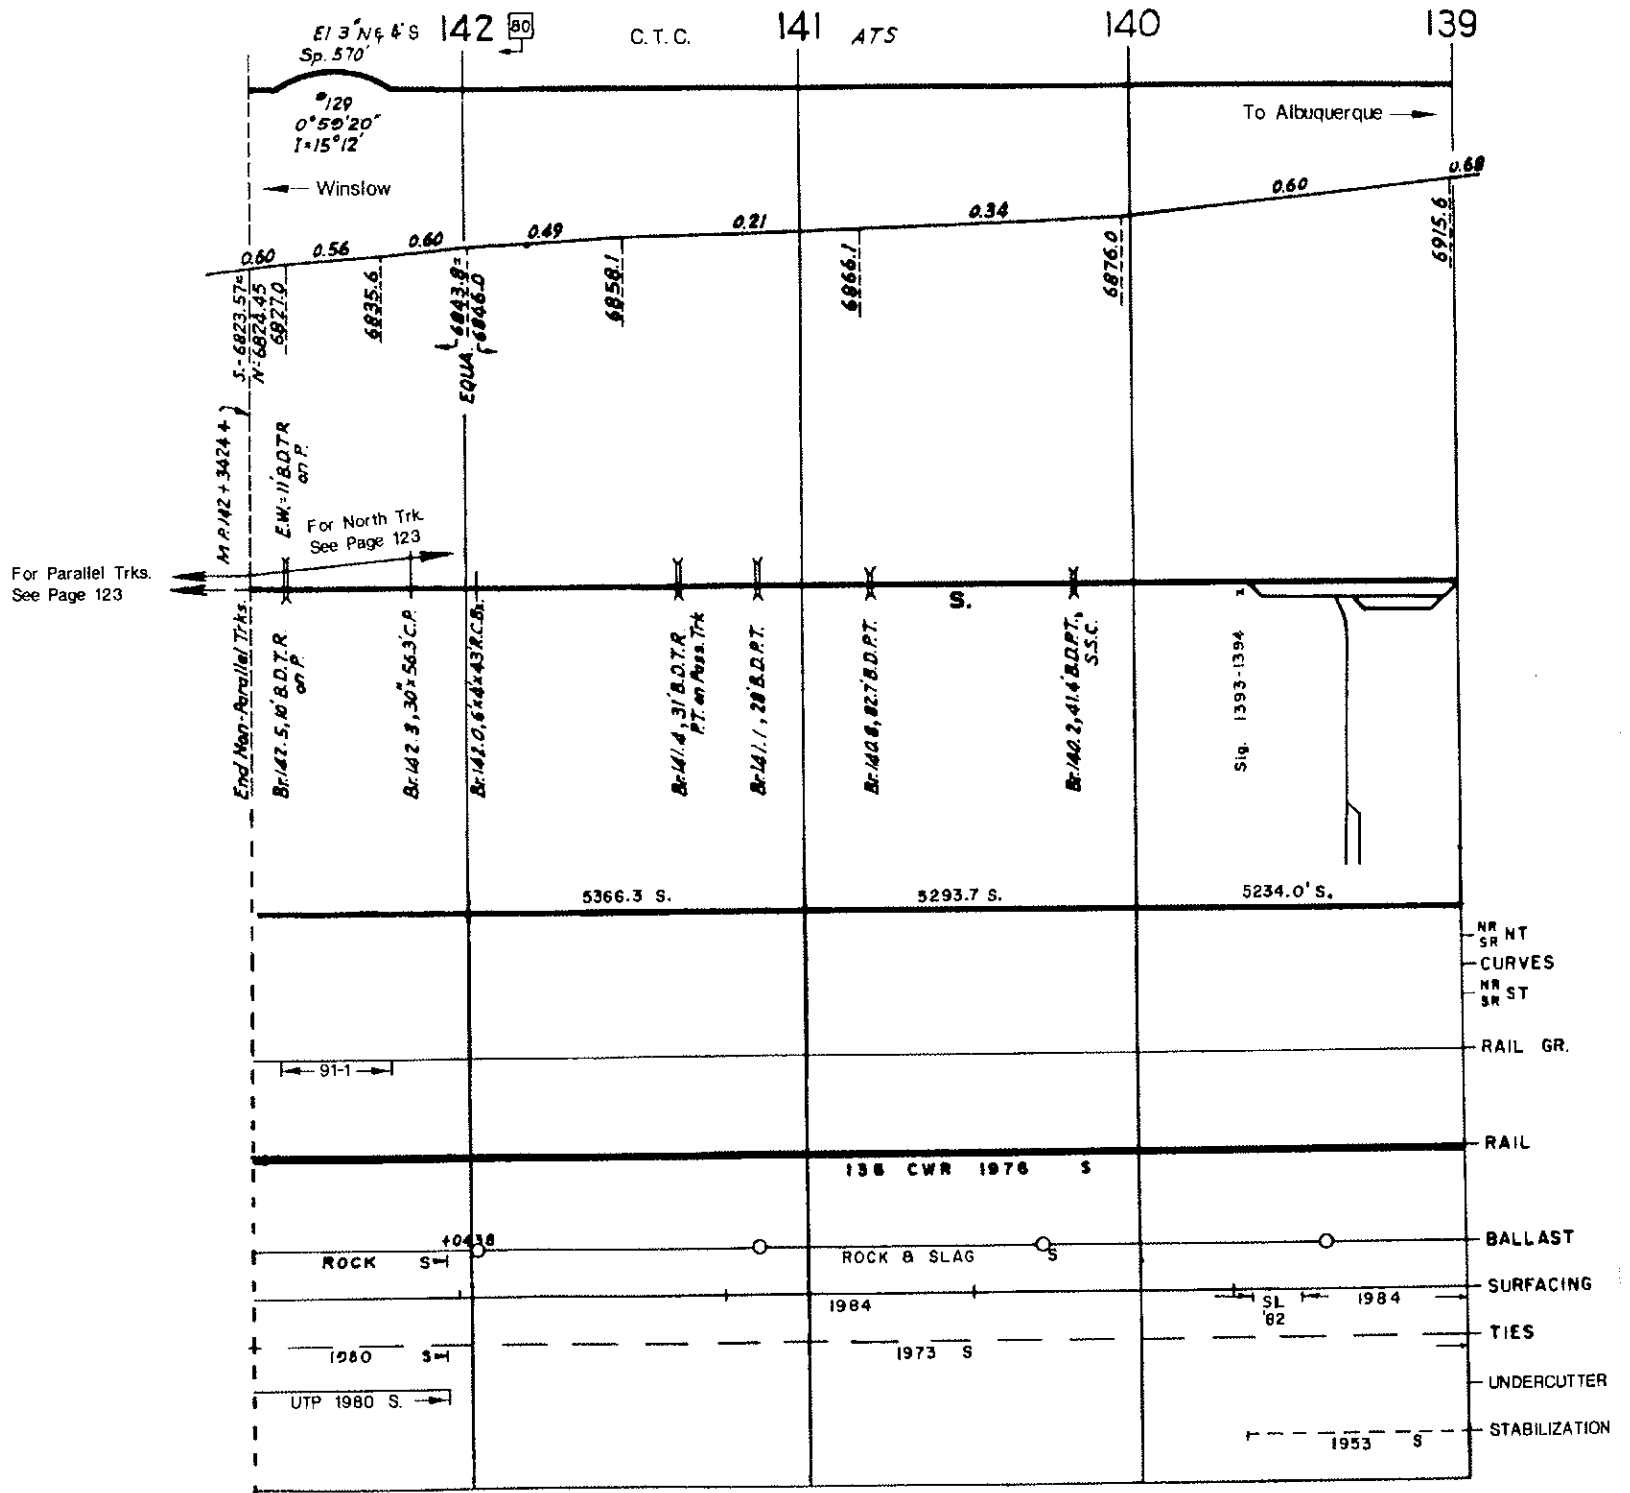 El 3" N & 4" S
Sp. 570'
142
80
C. T. C.
141
ATS
140
139
#129
0°59'20"
I=15°12'
To Albuquerque
Winslow
0.60
0.56
0.60
0.49
0.21
0.34
0.60
0.68
S.-6823.57=
N:6824.45
6827.0
6835.6
6843.8=
6846.0
EQUA.
6858.1
6866.1
6876.0
6915.6
M.P.142+3424.4
E.W.=11' B.D.T.R
on P.
For North Trk.
See Page 123
For Parallel Trks.
See Page 123
S.
End Non-Parallel Trks.
Br.142.5, 10' B.D.T.R
on P.
Br.142.3, 30"x56.3' C.P.
Br.142.0, 6'x4'x43' R.C.Bx.
Br.141.4, 31' B.D.T.R.
P.T. on Pass. Trk
Br.141.1, 28' B.D.P.T.
Br.140.8, 82.7' B.D.P.T.
Br.140.2, 41.4' B.D.P.T.,
S.S.C.
Sig. 1393-1394
5366.3 S.
5293.7 S.
5234.0' S.
NR
SR NT
CURVES
NR
SR ST
RAIL GR.
91-1
RAIL
136 CWR 1976 S
+0438
BALLAST
ROCK S
ROCK & SLAG S
SURFACING
1984
SL
'82
1984
TIES
1980 S
1973 S
UNDERCUTTER
UTP 1980 S.
STABILIZATION
1953 S